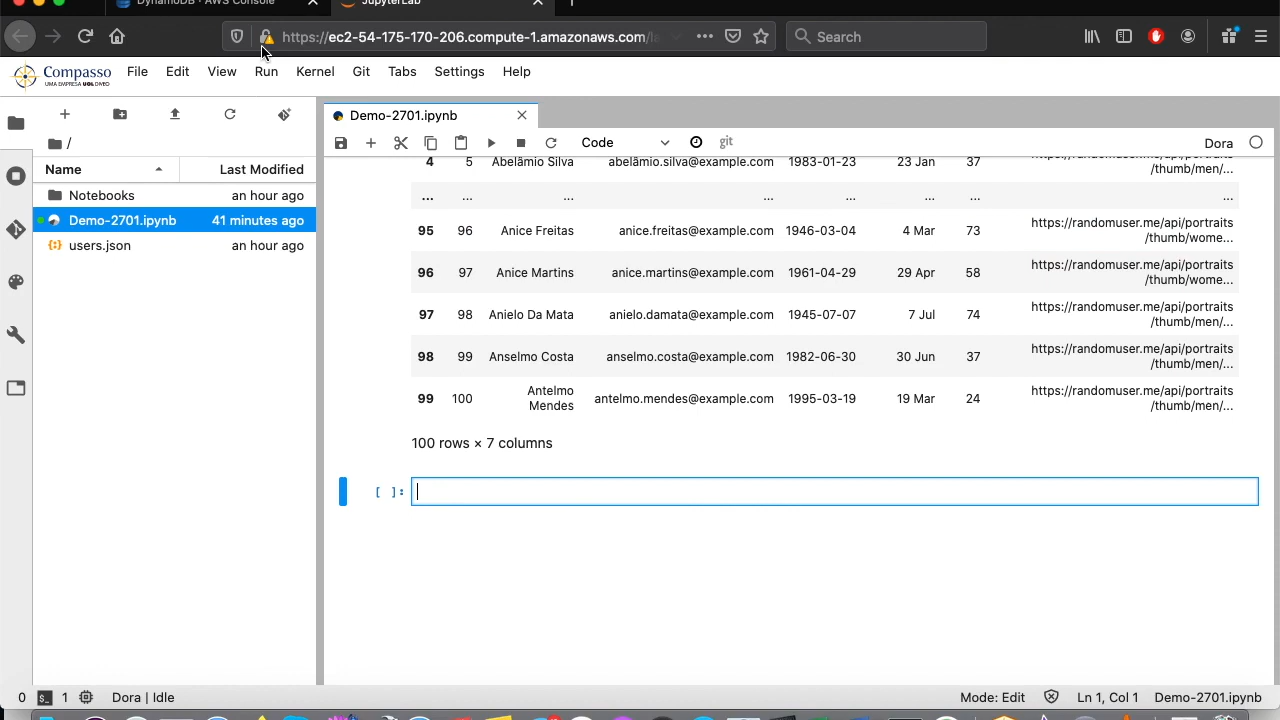 DynamoDB · AWS Console
JupyterLab
https://ec2-54-175-170-206.compute-1.amazonaws.com/la
Search
Compasso
UMA EMPRESA UOL DIVEO
File Edit View Run Kernel Git Tabs Settings Help
Demo-2701.ipynb
Code
git
Dora
/
Name
Last Modified
Notebooks
an hour ago
Demo-2701.ipynb
41 minutes ago
users.json
an hour ago
4 5 Abelâmio Silva abelâmio.silva@example.com 1983-01-23 23 Jan 37 https://randomuser.me/api/portraits
/thumb/men/...
... ... ... ... ... ... ... ...
95 96 Anice Freitas anice.freitas@example.com 1946-03-04 4 Mar 73 https://randomuser.me/api/portraits
/thumb/wome...
96 97 Anice Martins anice.martins@example.com 1961-04-29 29 Apr 58 https://randomuser.me/api/portraits
/thumb/wome...
97 98 Anielo Da Mata anielo.damata@example.com 1945-07-07 7 Jul 74 https://randomuser.me/api/portraits
/thumb/men/...
98 99 Anselmo Costa anselmo.costa@example.com 1982-06-30 30 Jun 37 https://randomuser.me/api/portraits
/thumb/men/...
99 100 Antelmo
Mendes antelmo.mendes@example.com 1995-03-19 19 Mar 24 https://randomuser.me/api/portraits
/thumb/men/...
100 rows × 7 columns
[ ]:
0 $_ 1 Dora | Idle
Mode: Edit Ln 1, Col 1 Demo-2701.ipynb